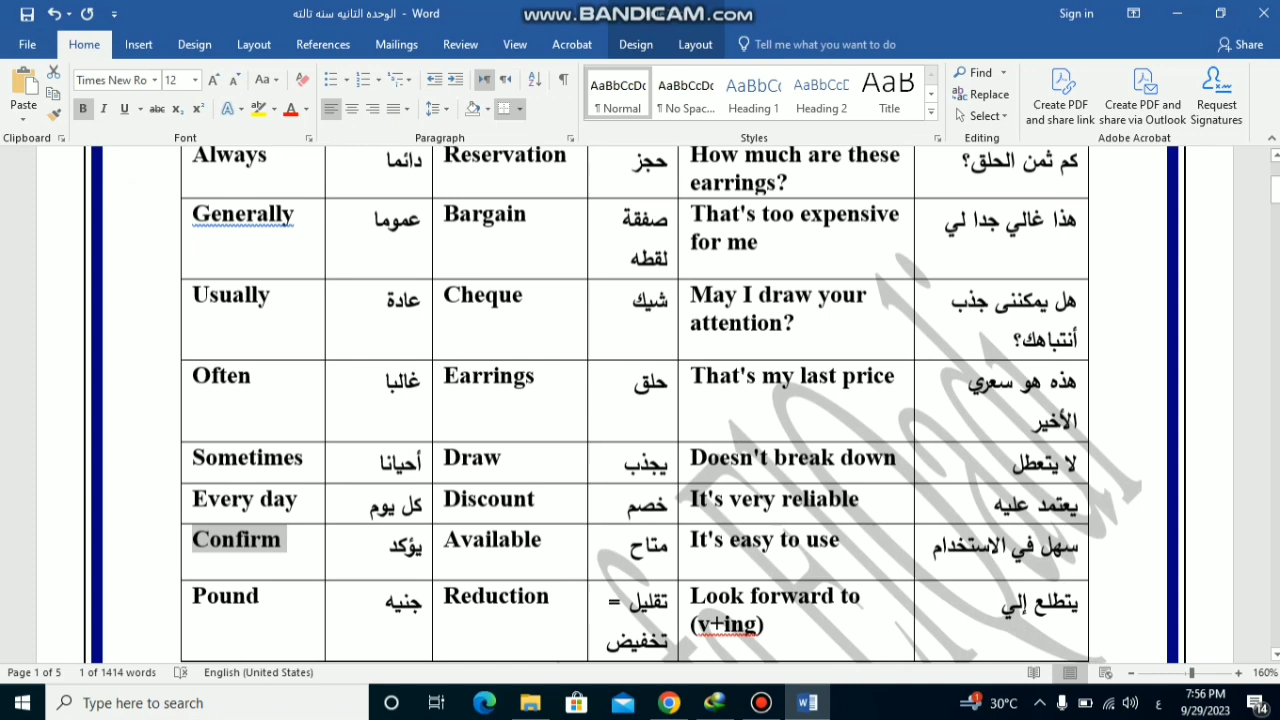 الوحده الثانيه سنه تالته - Word
www.BANDICAM.com
Sign in
File Home Insert Design Layout References Mailings Review View Acrobat Design Layout Tell me what you want to do Share
Paste
Times New Ro 12
AaBbCcDc AaBbCcDc AaBbCc AaBbCcD AaB
¶ Normal ¶ No Spac... Heading 1 Heading 2 Title
Find
Replace
Select
Create PDF and share link
Create PDF and share via Outlook
Request Signatures
Clipboard Font Paragraph Styles Editing Adobe Acrobat
Always دائما Reservation حجز How much are these كم ثمن الحلق؟
earrings?
Generally عموما Bargain صفقة That's too expensive هذا غالي جدا لي
لقطه for me
Usually عادة Cheque شيك May I draw your هل يمكننى جذب
attention? أنتباهك؟
Often غالبا Earrings حلق That's my last price هذه هو سعري
الأخير
Sometimes أحيانا Draw يجذب Doesn't break down لا يتعطل
Every day كل يوم Discount خصم It's very reliable يعتمد عليه
Confirm يؤكد Available متاح It's easy to use سهل في الاستخدام
Pound جنيه Reduction تقليل = Look forward to يتطلع إلي
تخفيض (v+ing)
Page 1 of 5 1 of 1414 words English (United States) 160%
Type here to search
1 30°C ع 7:56 PM
9/29/2023 14